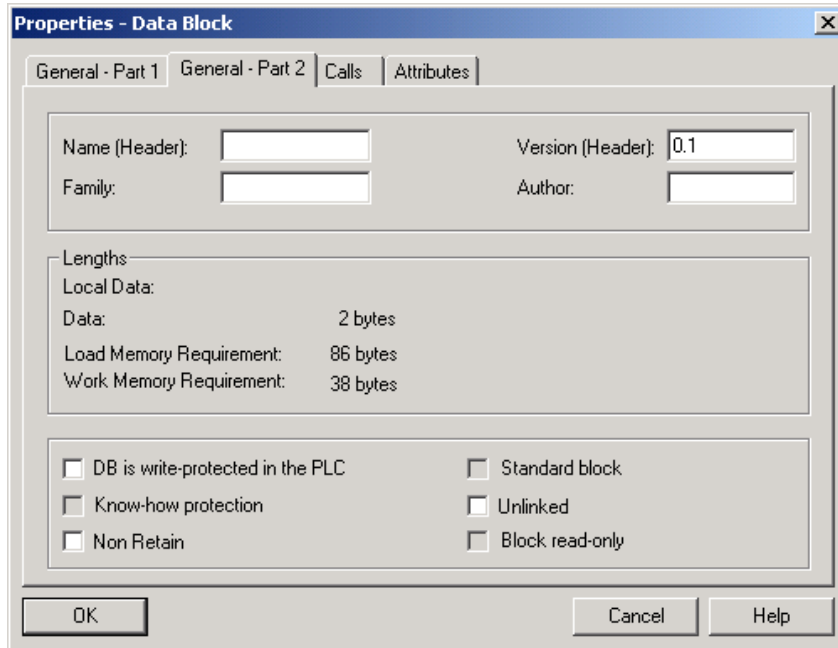 Properties - Data Block
General - Part 1 General - Part 2 Calls Attributes
Name (Header): Version (Header): 0.1
Family: Author:
Lengths
Local Data:
Data: 2 bytes
Load Memory Requirement: 86 bytes
Work Memory Requirement: 38 bytes
DB is write-protected in the PLC Standard block
Know-how protection Unlinked
Non Retain Block read-only
OK Cancel Help